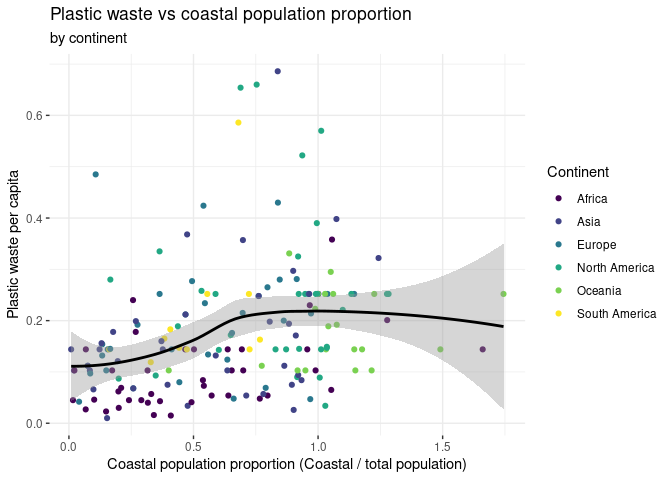 Plastic waste vs coastal population proportion
by continent
Plastic waste per capita
0.6
0.4
0.2
0.0
0.0 0.5 1.0 1.5
Coastal population proportion (Coastal / total population)
Continent
Africa
Asia
Europe
North America
Oceania
South America